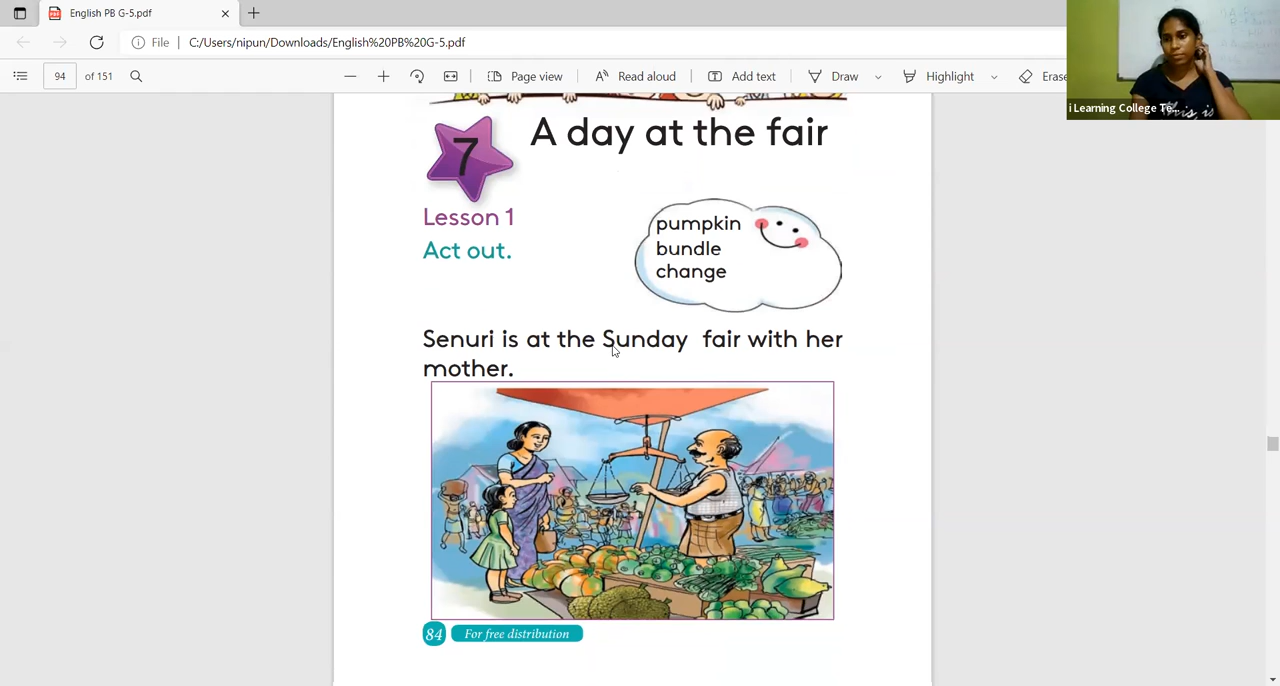 English PB G-5.pdf
File C:/Users/nipun/Downloads/English%20PB%20G-5.pdf
94 of 151 Page view Read aloud Add text Draw Highlight Erase
i Learning College Te...
7 A day at the fair
Lesson 1
Act out.
pumpkin
bundle
change
Senuri is at the Sunday fair with her
mother.
84 For free distribution